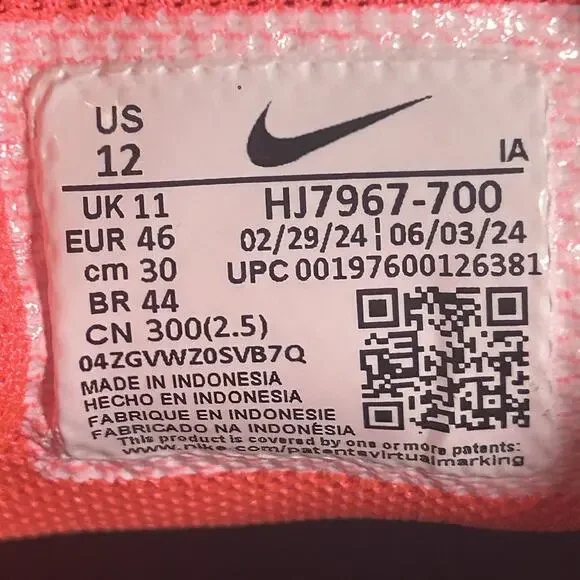 US
12
IA
UK 11
HJ7967-700
EUR 46
02/29/24 | 06/03/24
cm 30
UPC 00197600126381
BR 44
CN 300(2.5)
04ZGVWZ0SVB7Q
MADE IN INDONESIA
HECHO EN INDONESIA
FABRIQUE EN INDONESIE
FABRICADO NA INDONÉSIA
This product is covered by one or more patents:
www.nike.com/patentsvirtualmarking